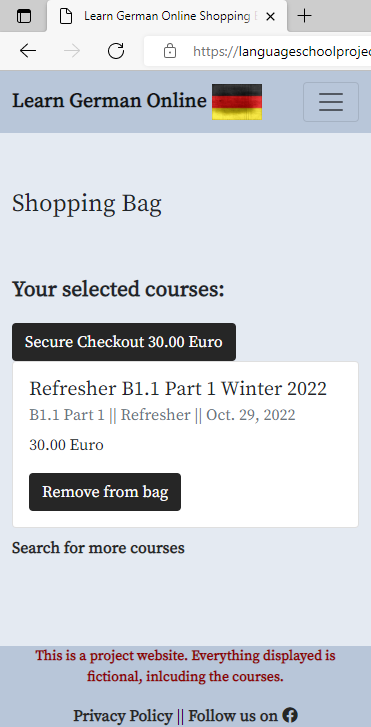 Learn German Online Shopping
https://languageschoolproje
Learn German Online
Shopping Bag
Your selected courses:
Secure Checkout 30.00 Euro
Refresher B1.1 Part 1 Winter 2022
B1.1 Part 1 || Refresher || Oct. 29, 2022
30.00 Euro
Remove from bag
Search for more courses
This is a project website. Everything displayed is
fictional, inlcuding the courses.
Privacy Policy || Follow us on